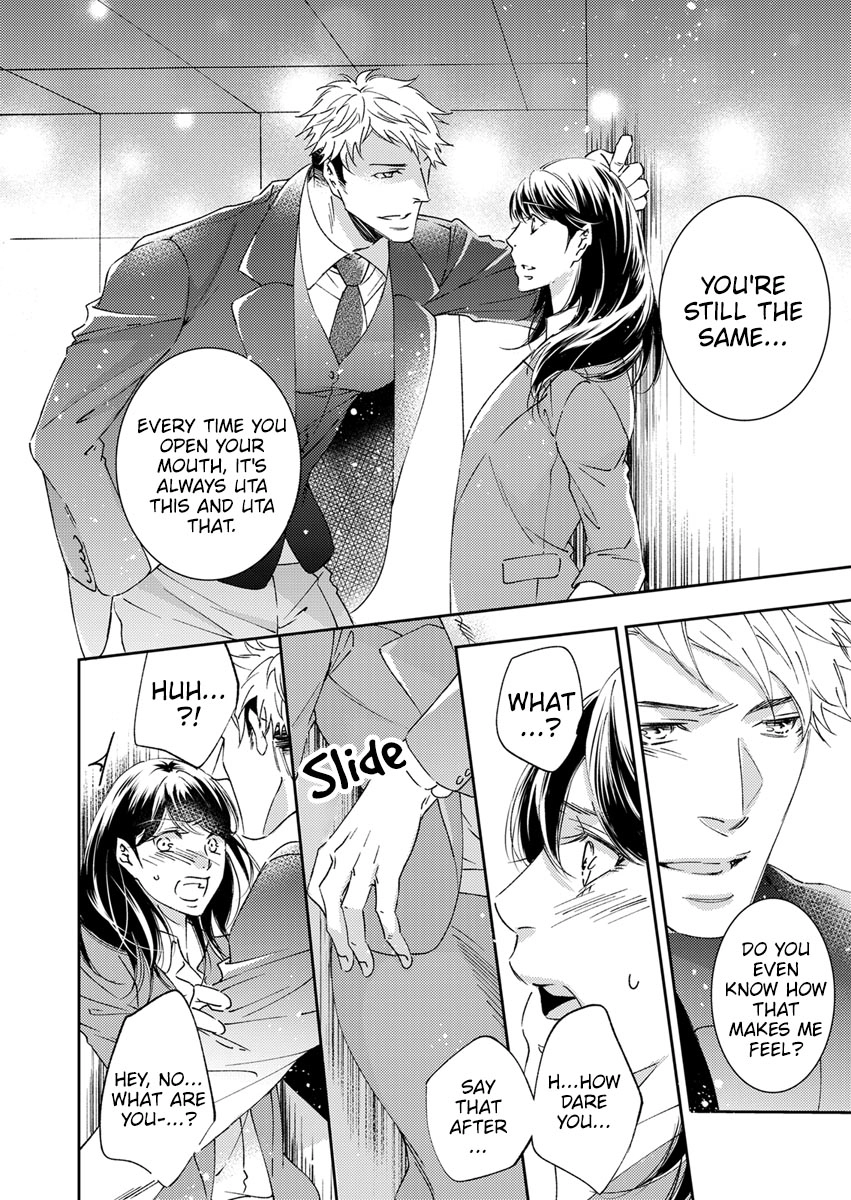 YOU'RE
STILL THE
SAME...
EVERY TIME YOU
OPEN YOUR
MOUTH, IT'S
ALWAYS UTA
THIS AND UTA
THAT.
DO YOU
EVEN
KNOW HOW
THAT
MAKES ME
FEEL?
WHAT
...?
H...HOW
DARE
YOU...
SAY
THAT
AFTER
...
Slide
HUH...
?!
HEY, NO...
WHAT ARE
YOU-...?